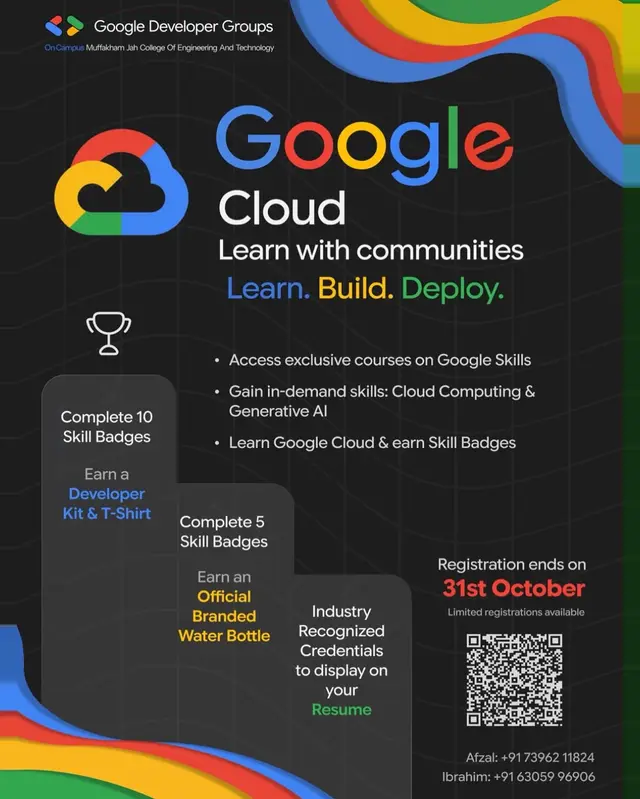 Google Developer Groups
On Campus Muffakham Jah College Of Engineering And Technology
Google
Cloud
Learn with communities
Learn. Build. Deploy.
• Access exclusive courses on Google Skills
• Gain in-demand skills: Cloud Computing &
Generative AI
• Learn Google Cloud & earn Skill Badges
Complete 10
Skill Badges
Earn a
Developer
Kit & T-Shirt
Complete 5
Skill Badges
Earn an
Official
Branded
Water Bottle
Industry
Recognized
Credentials
to display on
your
Resume
Registration ends on
31st October
Limited registrations available
Afzal: +91 73962 11824
Ibrahim: +91 63059 96906